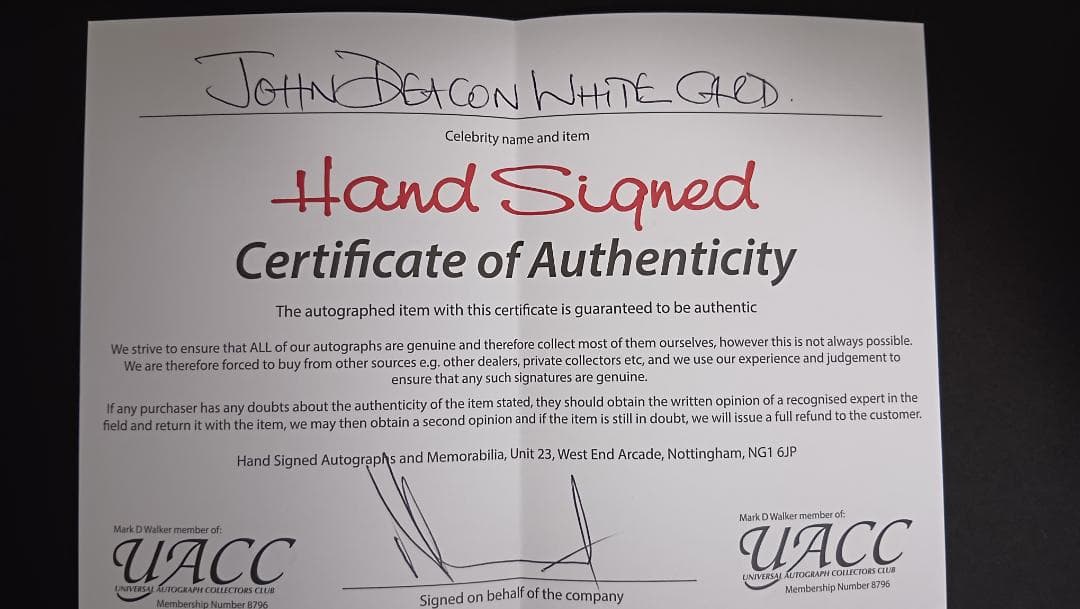 JOHN DEACON WHITE CARD.
Celebrity name and item
Hand Signed
Certificate of Authenticity
The autographed item with this certificate is guaranteed to be authentic
We strive to ensure that ALL of our autographs are genuine and therefore collect most of them ourselves, however this is not always possible.
We are therefore forced to buy from other sources e.g. other dealers, private collectors etc, and we use our experience and judgement to
ensure that any such signatures are genuine.
If any purchaser has any doubts about the authenticity of the item stated, they should obtain the written opinion of a recognised expert in the
field and return it with the item, we may then obtain a second opinion and if the item is still in doubt, we will issue a full refund to the customer.
Hand Signed Autographs and Memorabilia, Unit 23, West End Arcade, Nottingham, NG1 6JP
Mark D Walker member of:
UACC
UNIVERSAL AUTOGRAPH COLLECTORS CLUB
Membership Number 8796
Signed on behalf of the company
Mark D Walker member of:
UACC
UNIVERSAL AUTOGRAPH COLLECTORS CLUB
Membership Number 8796